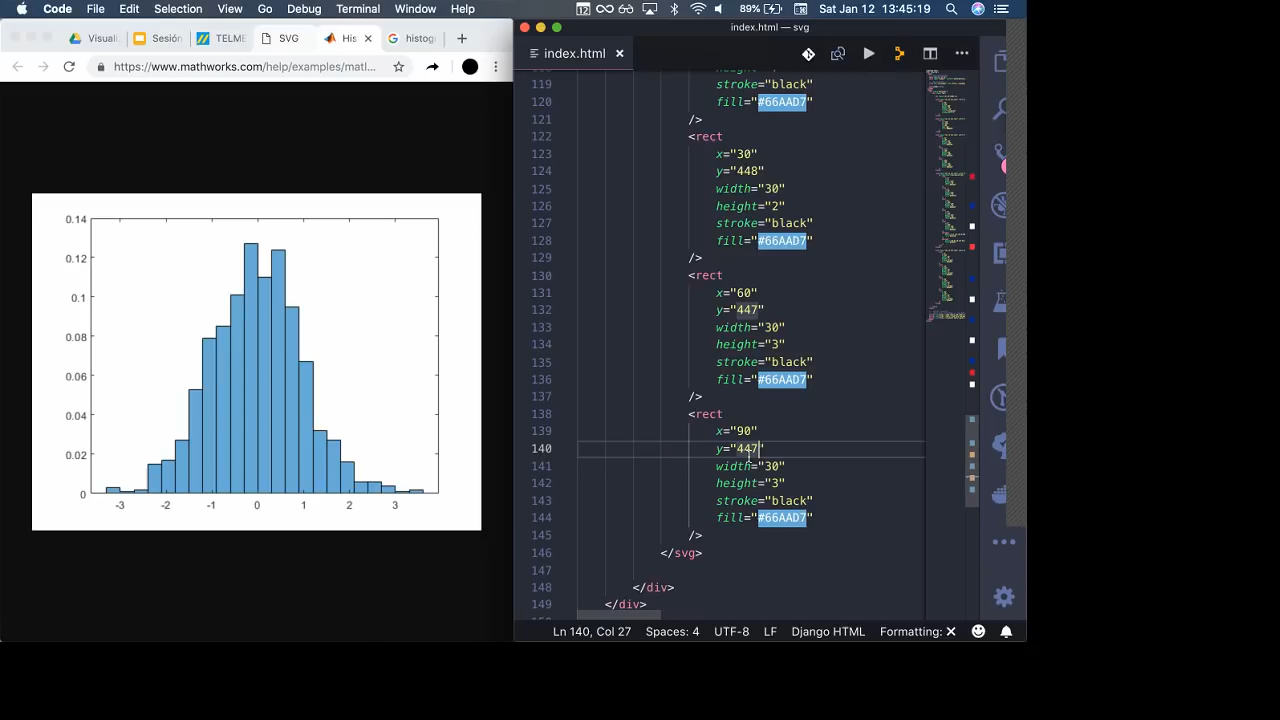 Code File Edit Selection View Go Debug Terminal Window Help 89% Sat Jan 12 13:45:19
Visuali Sesión TELME SVG His histog
https://www.mathworks.com/help/examples/matl...
0.14
0.12
0.1
0.08
0.06
0.04
0.02
0
-3 -2 -1 0 1 2 3
index.html — svg
index.html
119 stroke="black"
120 fill="#66AAD7"
121 />
122 <rect
123 x="30"
124 y="448"
125 width="30"
126 height="2"
127 stroke="black"
128 fill="#66AAD7"
129 />
130 <rect
131 x="60"
132 y="447"
133 width="30"
134 height="3"
135 stroke="black"
136 fill="#66AAD7"
137 />
138 <rect
139 x="90"
140 y="447"
141 width="30"
142 height="3"
143 stroke="black"
144 fill="#66AAD7"
145 />
146 </svg>
147
148 </div>
149 </div>
Ln 140, Col 27 Spaces: 4 UTF-8 LF Django HTML Formatting: ✕